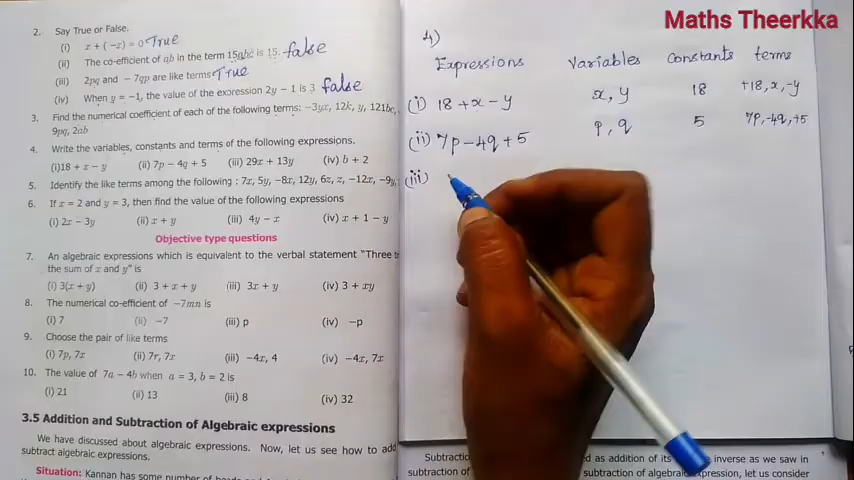 Maths Theerkka
2. Say True or False.
(i) x + (−x) = 0 True
(ii) The co-efficient of ab in the term 15abc is 15. false
(iii) 2pq and − 7qp are like terms True
(iv) When y = −1, the value of the expression 2y − 1 is 3 false
3. Find the numerical coefficient of each of the following terms: −3yx, 12k, y, 121bc,
9pq, 2ab
4. Write the variables, constants and terms of the following expressions.
(i)18 + x − y (ii) 7p − 4q + 5 (iii) 29x + 13y (iv) b + 2
5. Identify the like terms among the following : 7x, 5y, −8x, 12y, 6z, z, −12x, −9y,
6. If x = 2 and y = 3, then find the value of the following expressions
(i) 2x − 3y (ii) x + y (iii) 4y − x (iv) x + 1 − y
Objective type questions
7. An algebraic expressions which is equivalent to the verbal statement “Three
the sum of x and y” is
(i) 3(x + y) (ii) 3 + x + y (iii) 3x + y (iv) 3 + xy
8. The numerical co-efficient of −7mn is
(i) 7 (ii) −7 (iii) p (iv) −p
9. Choose the pair of like terms
(i) 7p, 7x (ii) 7r, 7x (iii) −4x, 4 (iv) −4x, 7x
10. The value of 7a − 4b when a = 3, b = 2 is
(i) 21 (ii) 13 (iii) 8 (iv) 32
3.5 Addition and Subtraction of Algebraic expressions
We have discussed about algebraic expressions. Now, let us see how to add
subtract algebraic expressions.
Situation: Kannan has some number of
4)
Expressions Variables Constants terms
(i) 18 + x − y x, y 18 +18, x, −y
(ii) 7p − 4q + 5 p, q 5 7p, −4q, +5
(iii)
as addition of its inverse as we saw in
subtraction of subtraction of algebraic expression, let us consider